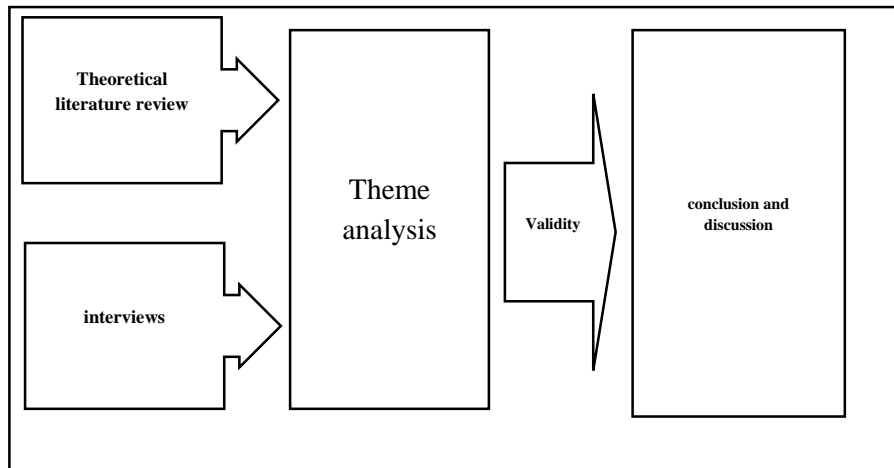 Theoretical
literature review
interviews
Theme
analysis
Validity
conclusion and
discussion